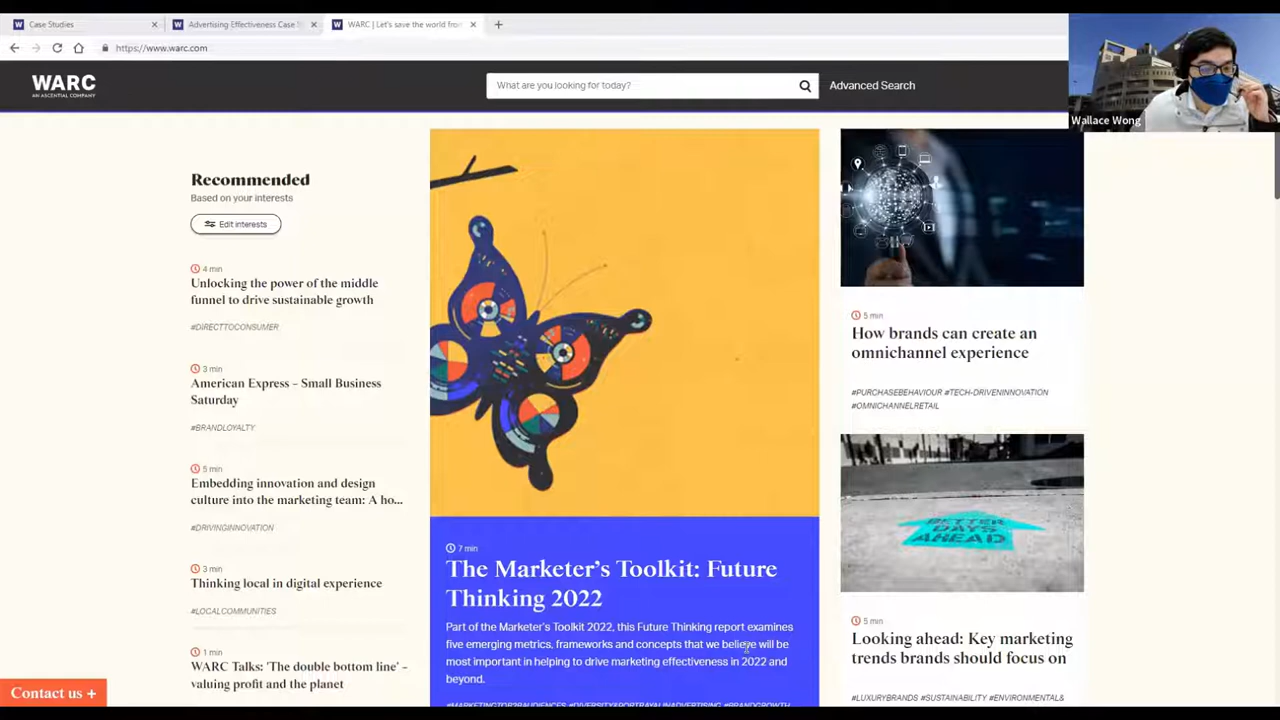 Case Studies
Advertising Effectiveness Case S
WARC | Let's save the world from
https://www.warc.com
WARC
AN ASCENTIAL COMPANY
What are you looking for today?
Advanced Search
Wallace Wong
Recommended
Based on your interests
Edit interests
4 min
Unlocking the power of the middle
funnel to drive sustainable growth
#DIRECTTOCONSUMER
3 min
American Express – Small Business
Saturday
#BRANDLOYALTY
5 min
Embedding innovation and design
culture into the marketing team: A ho...
#DRIVINGINNOVATION
3 min
Thinking local in digital experience
#LOCALCOMMUNITIES
1 min
WARC Talks: 'The double bottom line' –
valuing profit and the planet
Contact us +
7 min
The Marketer's Toolkit: Future
Thinking 2022
Part of the Marketer's Toolkit 2022, this Future Thinking report examines
five emerging metrics, frameworks and concepts that we believe will be
most important in helping to drive marketing effectiveness in 2022 and
beyond.
#MARKETINGTOB2BAUDIENCES #DIVERSITY&PORTRAYALINADVERTISING #BRANDGROWTH
5 min
How brands can create an
omnichannel experience
#PURCHASEBEHAVIOUR #TECH-DRIVENINNOVATION
#OMNICHANNELRETAIL
BETTER
DAYS
AHEAD
5 min
Looking ahead: Key marketing
trends brands should focus on
#LUXURYBRANDS #SUSTAINABILITY #ENVIRONMENTAL&